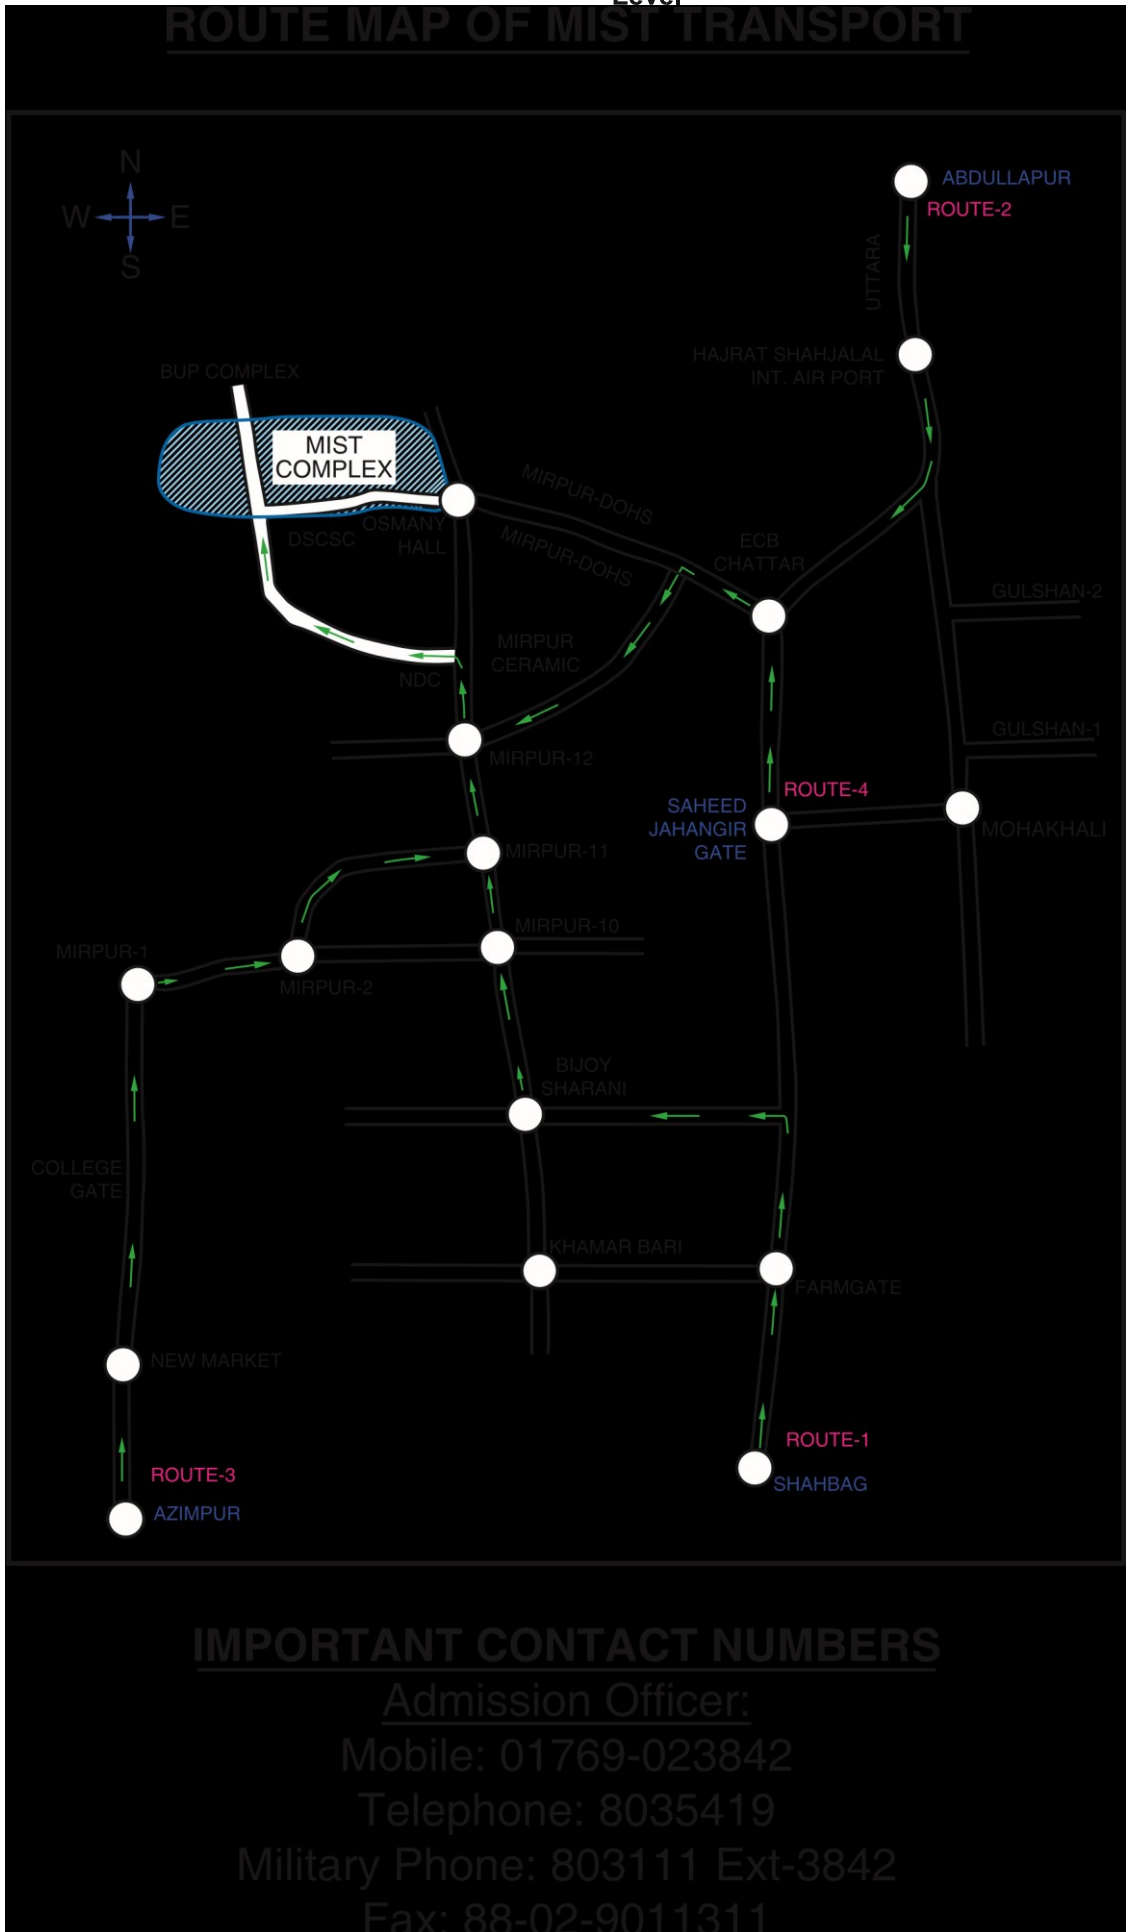 Level
ROUTE MAP OF MIST TRANSPORT
N
W E
S
ABDULLAPUR
ROUTE-2
UTTARA
HAJRAT SHAHJALAL
INT. AIR PORT
BUP COMPLEX
MIST
COMPLEX
MIRPUR-DOHS
OSMANY
HALL
DSCSC
MIRPUR-DOHS
ECB
CHATTAR
GULSHAN-2
MIRPUR
CERAMIC
NDC
GULSHAN-1
MIRPUR-12
ROUTE-4
SAHEED
JAHANGIR
GATE
MOHAKHALI
MIRPUR-11
MIRPUR-10
MIRPUR-1
MIRPUR-2
BIJOY
SHARANI
COLLEGE
GATE
KHAMAR BARI
FARMGATE
NEW MARKET
ROUTE-1
SHAHBAG
ROUTE-3
AZIMPUR
IMPORTANT CONTACT NUMBERS
Admission Officer:
Mobile: 01769-023842
Telephone: 8035419
Military Phone: 803111 Ext-3842
Fax: 88-02-9011311